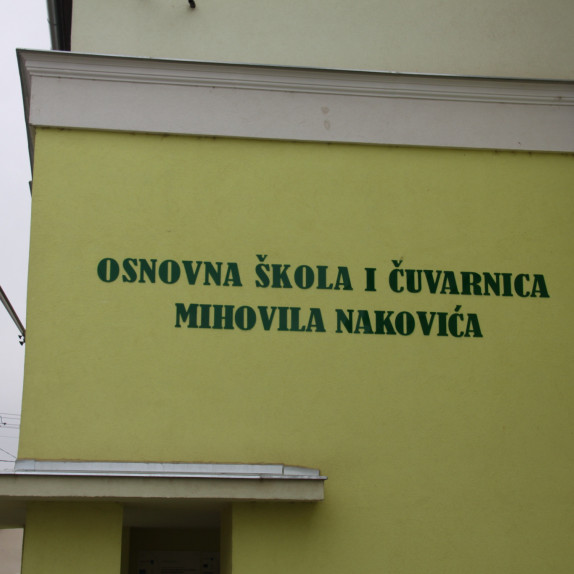 OSNOVNA ŠKOLA I ČUVARNICA
MIHOVILA NAKOVIĆA